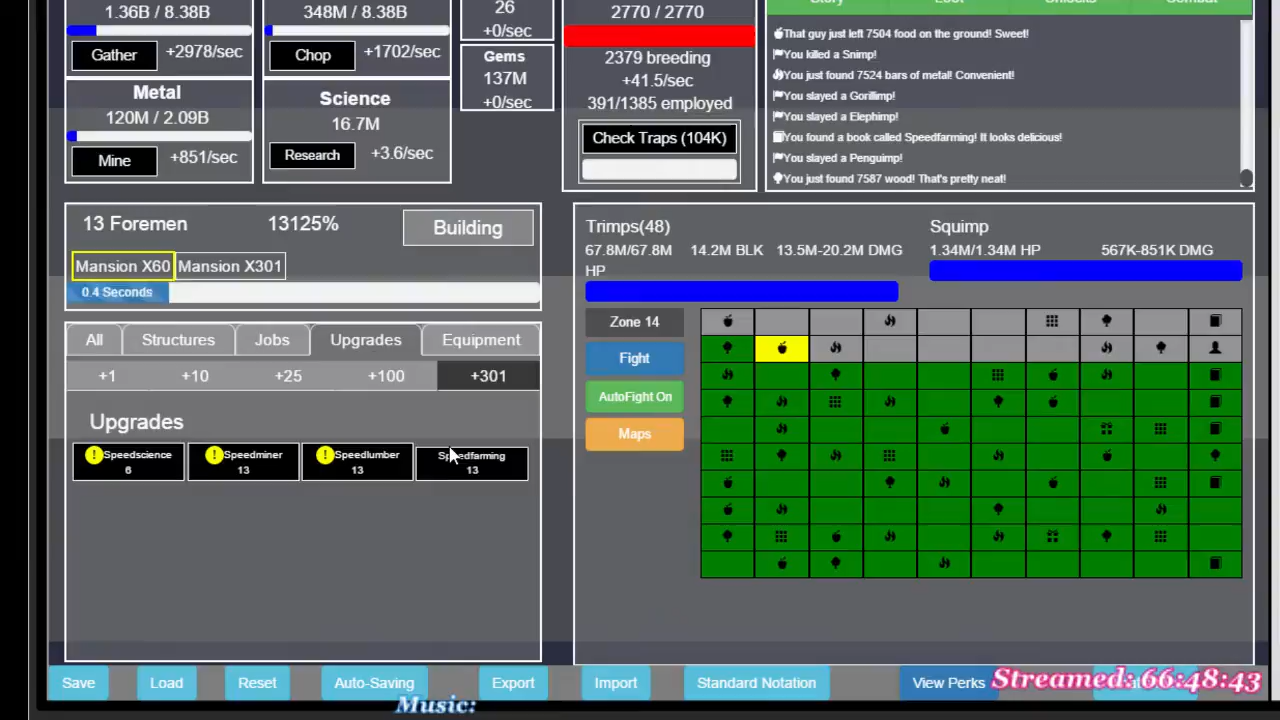 1.36B / 8.38B
Gather +2978/sec
Metal
120M / 2.09B
Mine +851/sec
348M / 8.38B
Chop +1702/sec
Science
16.7M
Research +3.6/sec
26
+0/sec
Gems
137M
+0/sec
2770 / 2770
2379 breeding
+41.5/sec
391/1385 employed
Check Traps (104K)
That guy just left 7504 food on the ground! Sweet!
You killed a Snimp!
You just found 7524 bars of metal! Convenient!
You slayed a Gorillimp!
You slayed a Elephimp!
You found a book called Speedfarming! It looks delicious!
You slayed a Penguimp!
You just found 7587 wood! That's pretty neat!
13 Foremen 13125% Building
Mansion X60 Mansion X301
0.4 Seconds
All Structures Jobs Upgrades Equipment
+1 +10 +25 +100 +301
Upgrades
Speedscience
6
Speedminer
13
Speedlumber
13
Speedfarming
13
Trimps(48)
67.8M/67.8M HP 14.2M BLK 13.5M-20.2M DMG
Squimp
1.34M/1.34M HP 567K-851K DMG
Zone 14
Fight
AutoFight On
Maps
Save Load Reset Auto-Saving Export Import Standard Notation View Perks
Streamed: 66:48:43
Music: